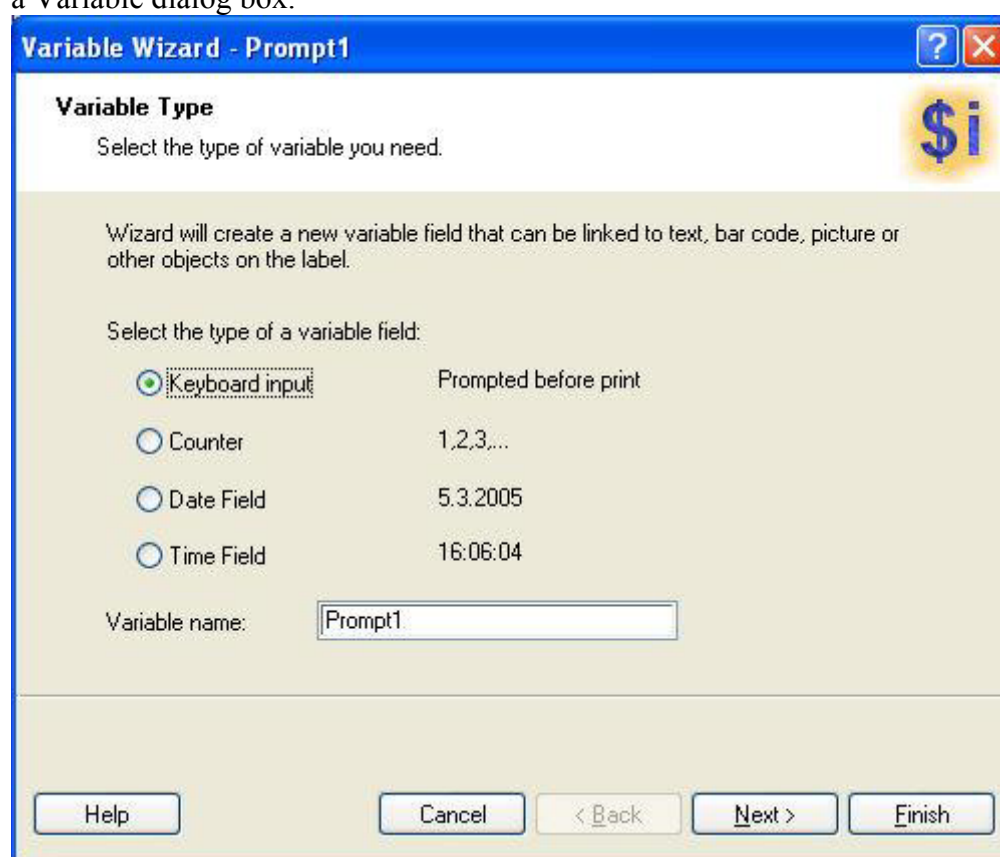 a Variable dialog box.
Variable Wizard - Prompt1
Variable Type
Select the type of variable you need.
$i
Wizard will create a new variable field that can be linked to text, bar code, picture or
other objects on the label.
Select the type of a variable field:
Keyboard input Prompted before print
Counter 1,2,3,...
Date Field 5.3.2005
Time Field 16:06:04
Variable name: Prompt1
Help Cancel < Back Next > Finish